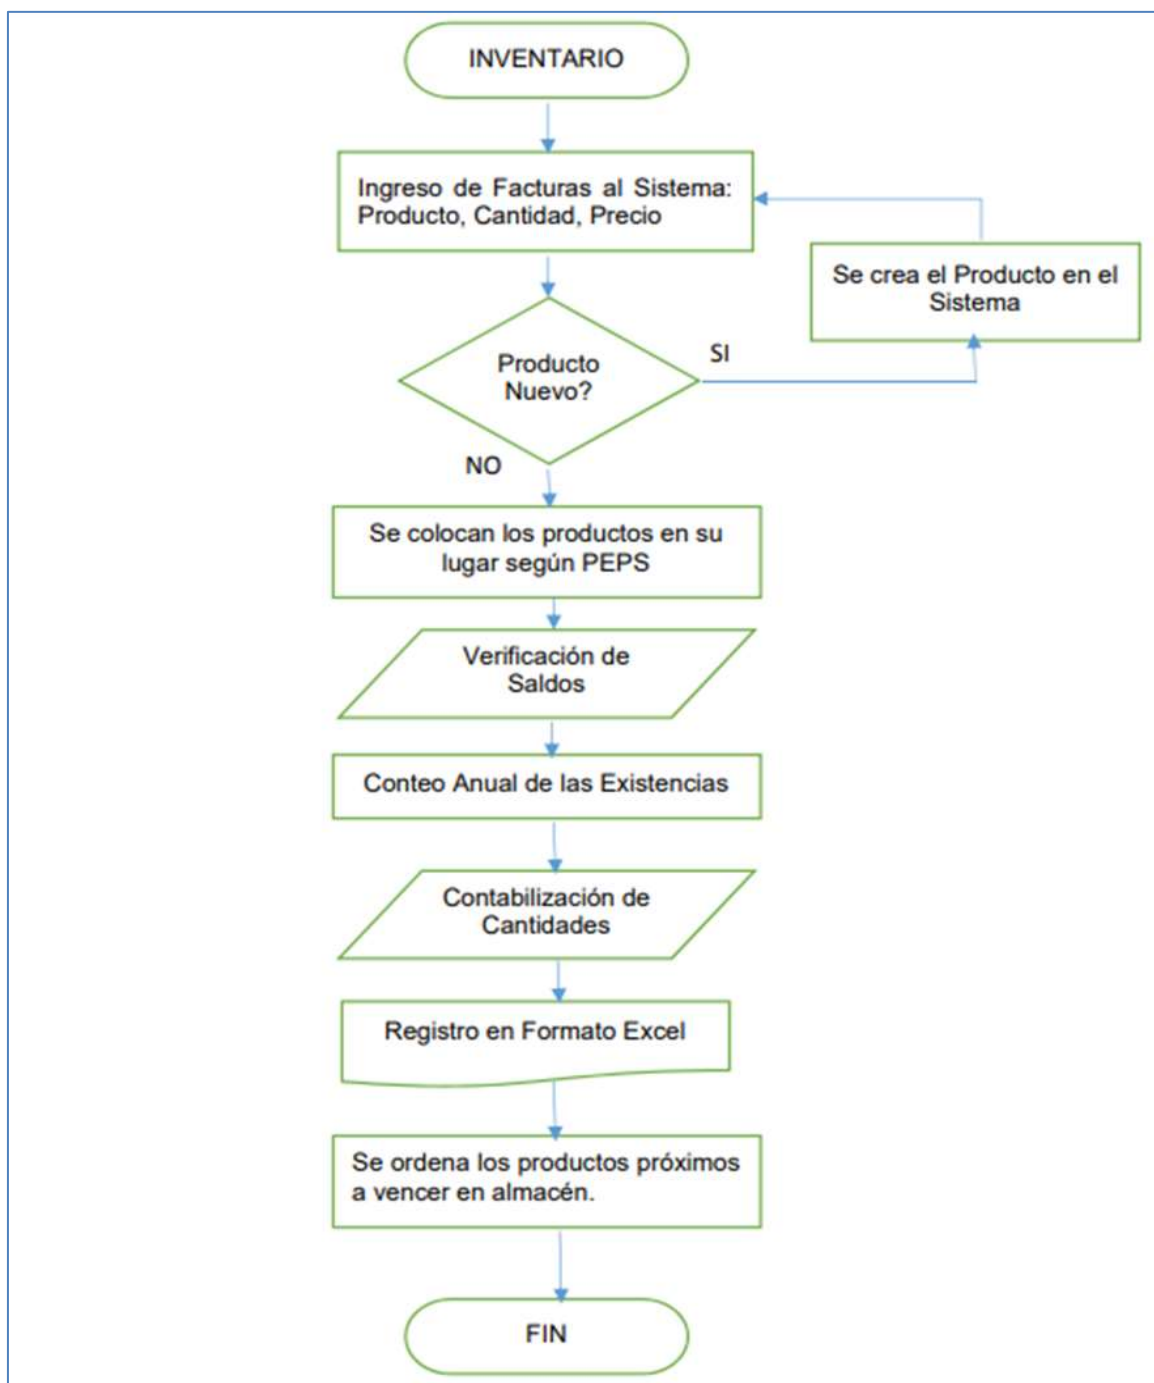 INVENTARIO
Ingreso de Facturas al Sistema:
Producto, Cantidad, Precio
Se crea el Producto en el
Sistema
Producto
Nuevo?
SI
NO
Se colocan los productos en su
lugar según PEPS
Verificación de
Saldos
Conteo Anual de las Existencias
Contabilización de
Cantidades
Registro en Formato Excel
Se ordena los productos próximos
a vencer en almacén.
FIN